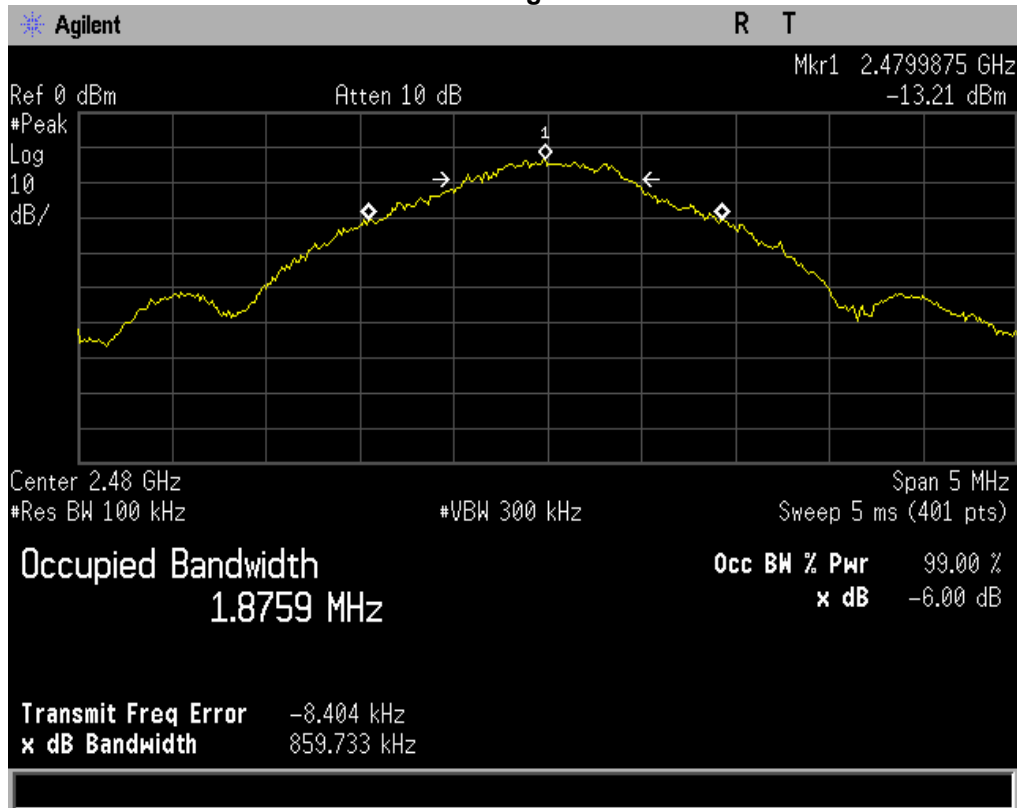 Agilent R T
Mkr1 2.4799875 GHz
Ref 0 dBm Atten 10 dB −13.21 dBm
#Peak
Log
10
dB/
1
Center 2.48 GHz Span 5 MHz
#Res BW 100 kHz #VBW 300 kHz Sweep 5 ms (401 pts)
Occupied Bandwidth
1.8759 MHz
Occ BW % Pwr 99.00 %
x dB −6.00 dB
Transmit Freq Error −8.404 kHz
x dB Bandwidth 859.733 kHz